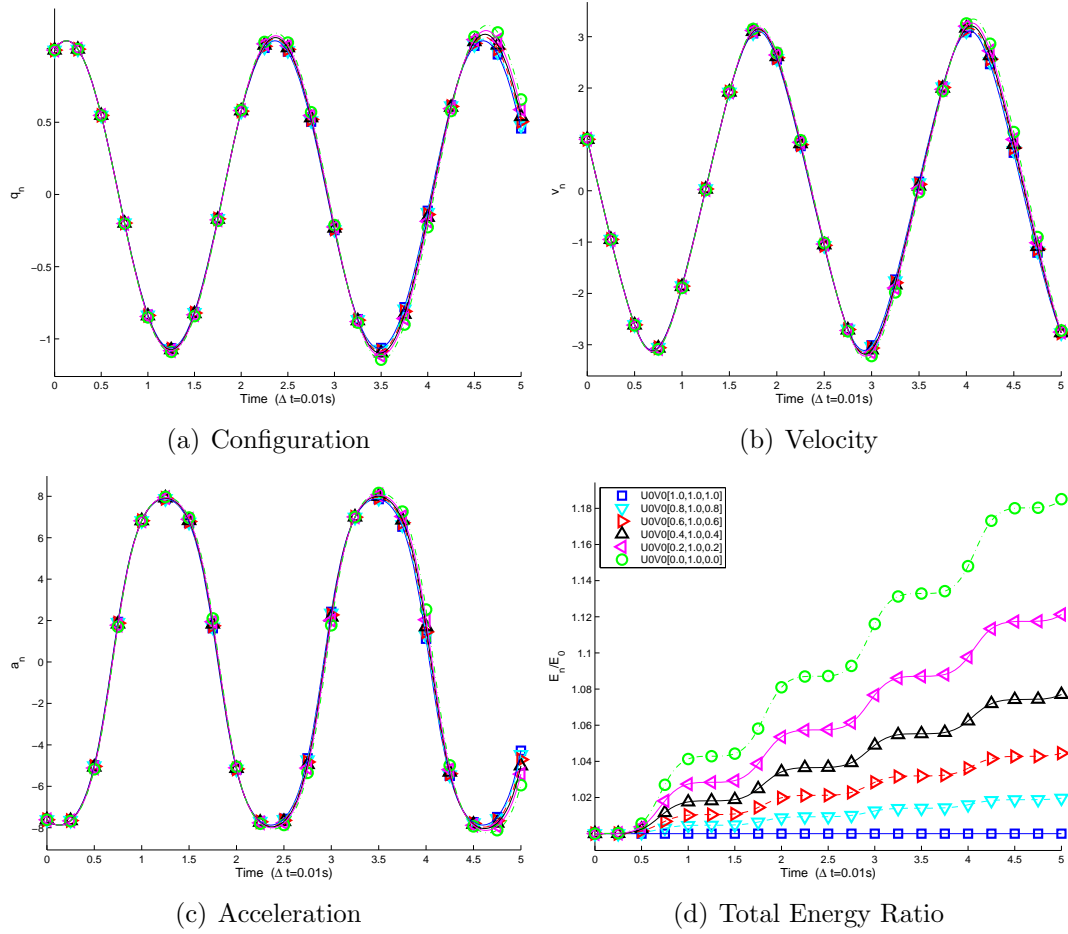 1
0.5
0
−0.5
−1
q_n
0 0.5 1 1.5 2 2.5 3 3.5 4 4.5 5
Time (Δ t=0.01s)
(a) Configuration
3
2
1
0
−1
−2
−3
v_n
0 0.5 1 1.5 2 2.5 3 3.5 4 4.5 5
Time (Δ t=0.01s)
(b) Velocity
8
6
4
2
0
−2
−4
−6
−8
a_n
0 0.5 1 1.5 2 2.5 3 3.5 4 4.5 5
Time (Δ t=0.01s)
(c) Acceleration
U0V0[1.0,1.0,1.0]
U0V0[0.8,1.0,0.8]
U0V0[0.6,1.0,0.6]
U0V0[0.4,1.0,0.4]
U0V0[0.2,1.0,0.2]
U0V0[0.0,1.0,0.0]
1.18
1.16
1.14
1.12
1.1
1.08
1.06
1.04
1.02
1
E_n/E_0
0 0.5 1 1.5 2 2.5 3 3.5 4 4.5 5
Time (Δ t=0.01s)
(d) Total Energy Ratio